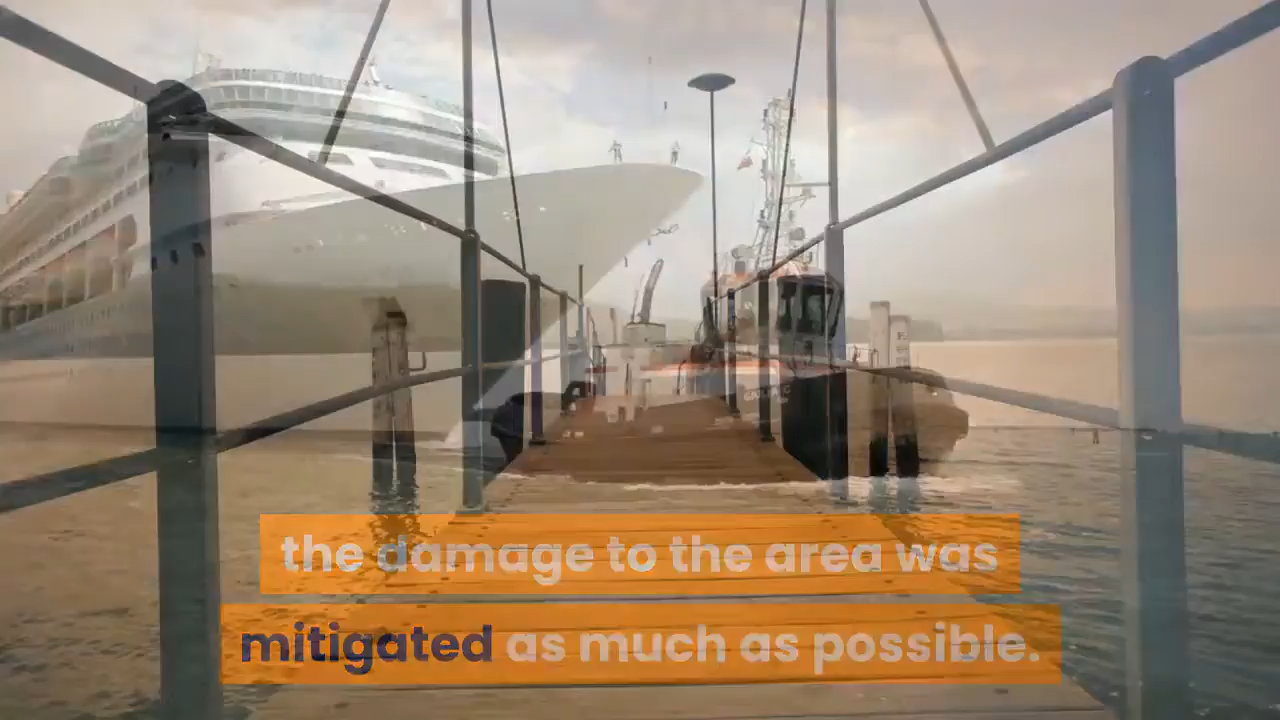 the damage to the area was
mitigated as much as possible.